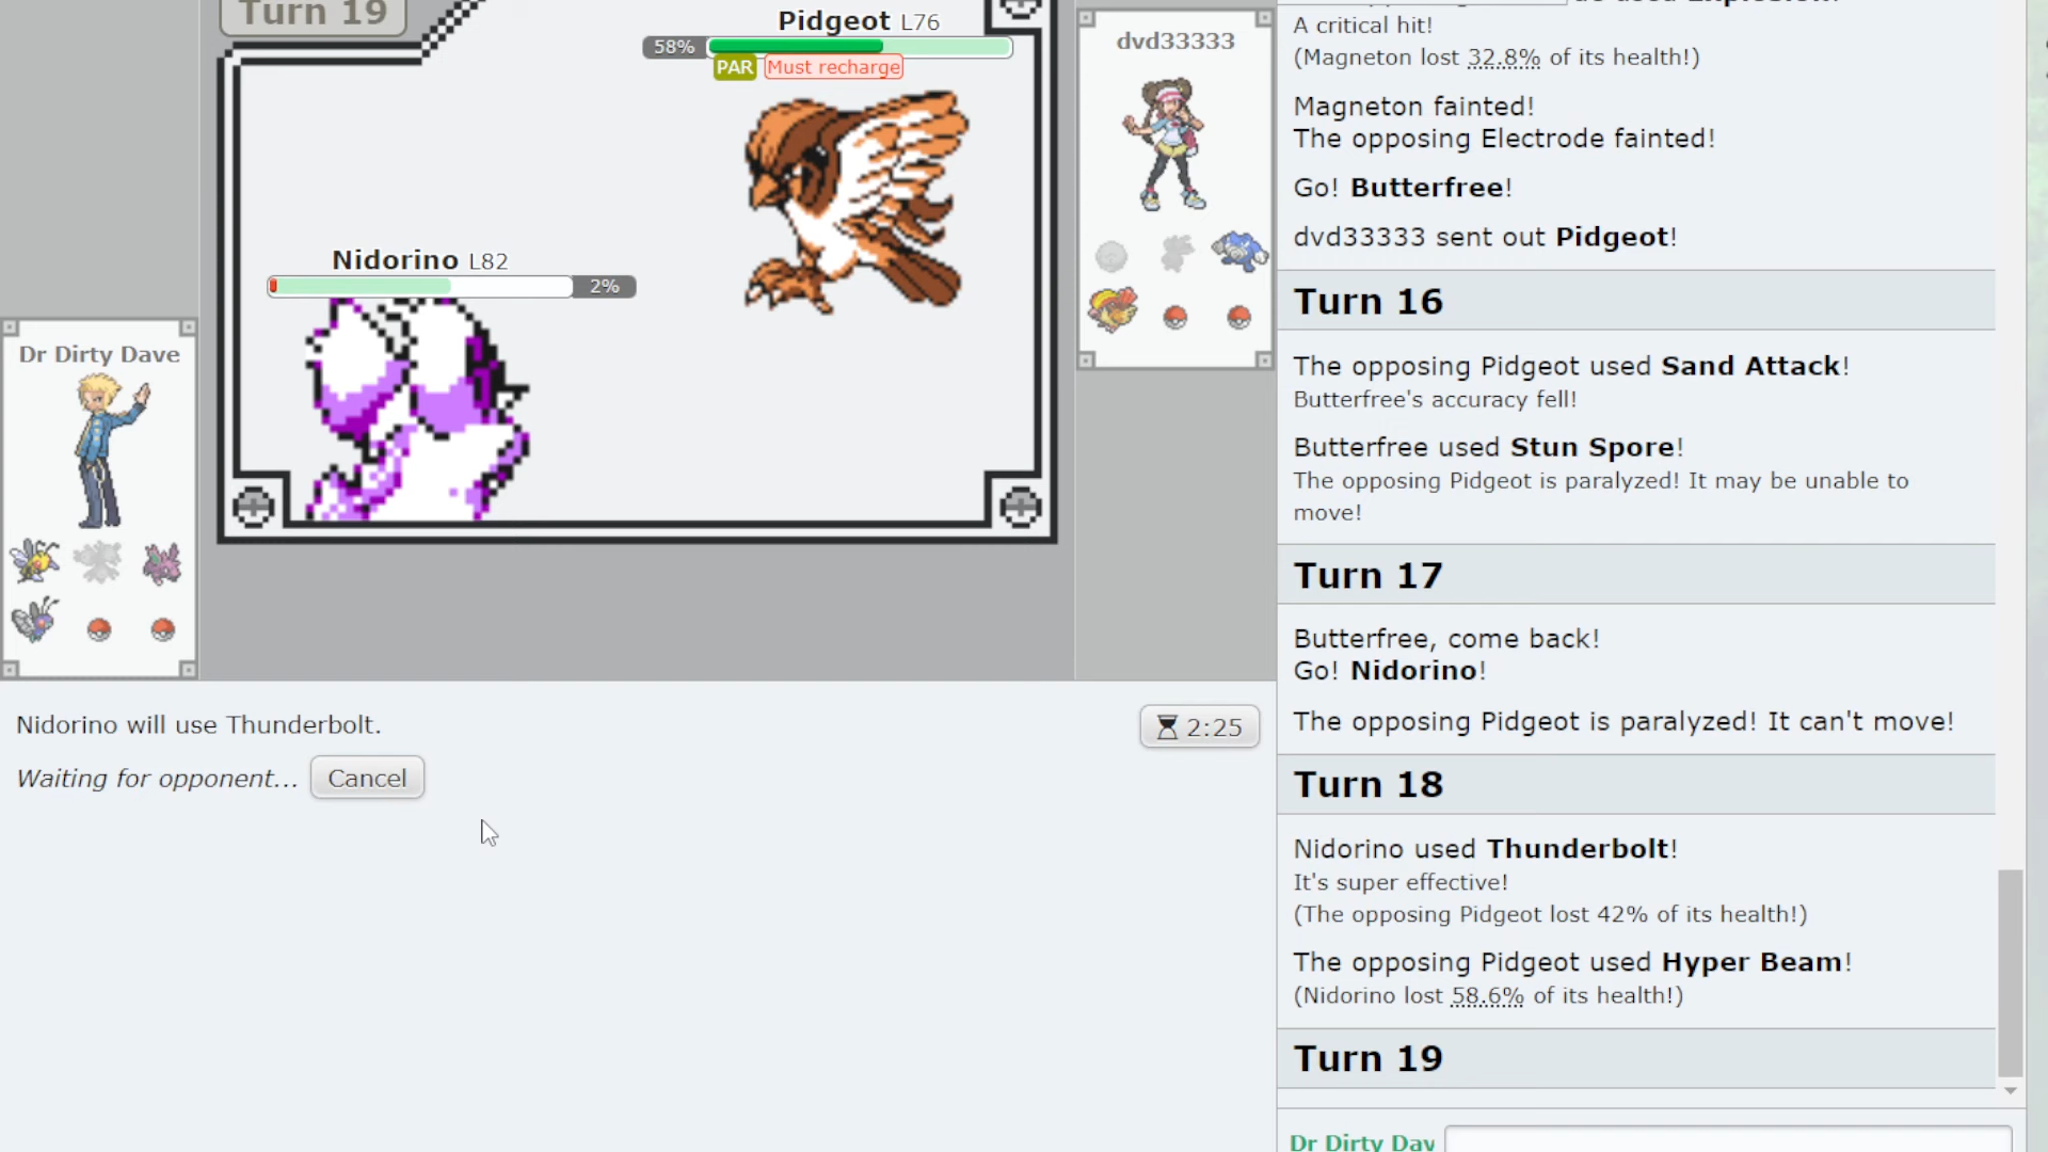 Turn 19
Pidgeot L76
58%
PAR Must recharge
Nidorino L82
2%
Dr Dirty Dave
dvd33333
Nidorino will use Thunderbolt.
2:25
Waiting for opponent... Cancel
A critical hit!
(Magneton lost 32.8% of its health!)
Magneton fainted!
The opposing Electrode fainted!
Go! Butterfree!
dvd33333 sent out Pidgeot!
Turn 16
The opposing Pidgeot used Sand Attack!
Butterfree's accuracy fell!
Butterfree used Stun Spore!
The opposing Pidgeot is paralyzed! It may be unable to
move!
Turn 17
Butterfree, come back!
Go! Nidorino!
The opposing Pidgeot is paralyzed! It can't move!
Turn 18
Nidorino used Thunderbolt!
It's super effective!
(The opposing Pidgeot lost 42% of its health!)
The opposing Pidgeot used Hyper Beam!
(Nidorino lost 58.6% of its health!)
Turn 19
Dr Dirty Dav